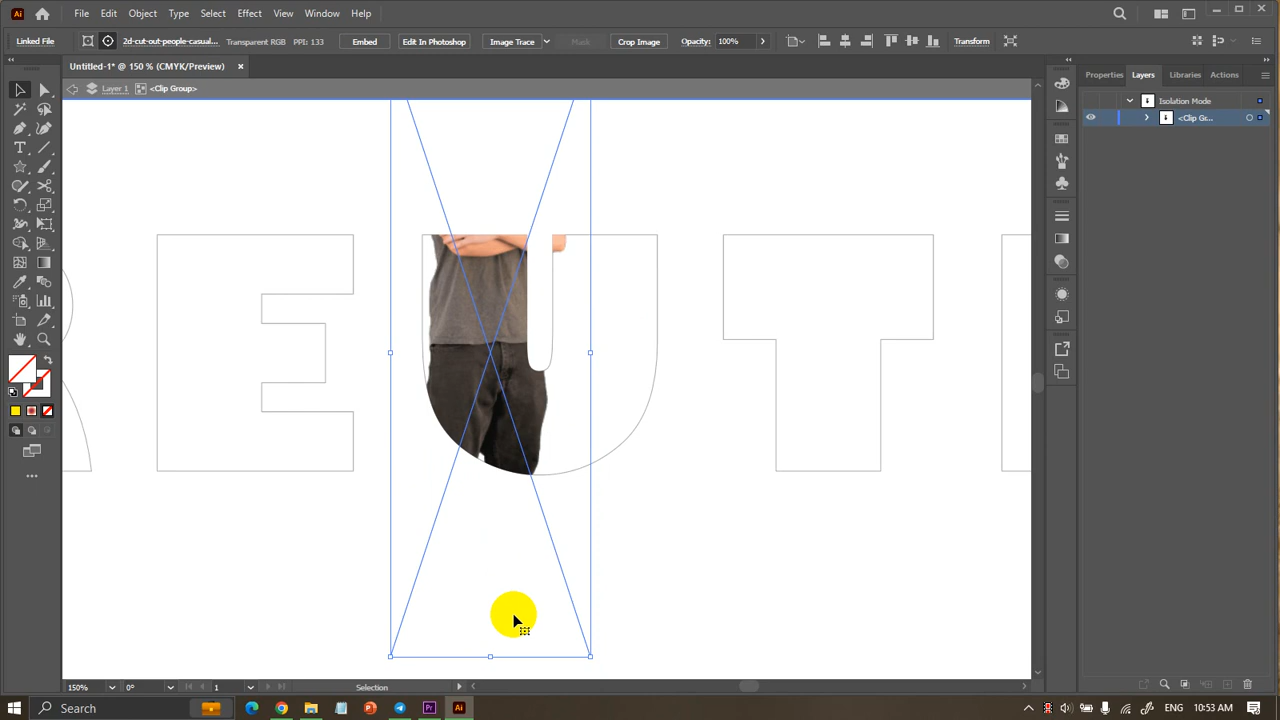 Ai File Edit Object Type Select Effect View Window Help
Linked File 2d-cut-out-people-casual... Transparent RGB PPI: 133 Embed Edit In Photoshop Image Trace Mask Crop Image Opacity: 100% Transform
Untitled-1* @ 150 % (CMYK/Preview) ×
Layer 1 <Clip Group>
Properties Layers Libraries Actions
Isolation Mode
<Clip Gr...
E U T
T
150% 0° 1 Selection
Search Pr Ai 10:53 AM